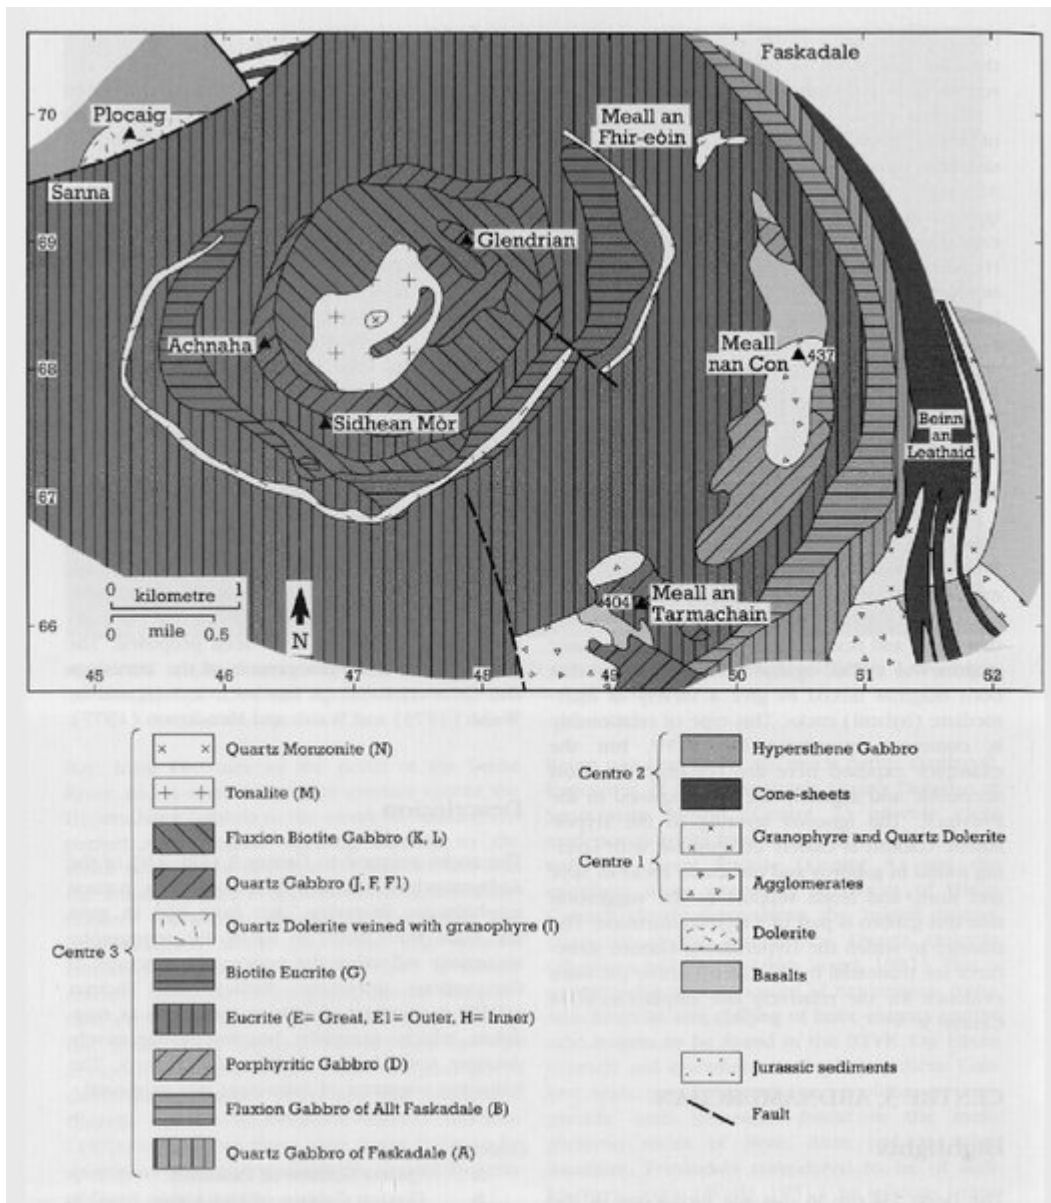 Faskadale
70
Plocaig
Meall an
Fhir-eòin
Sanna
69
Glendrian
Achnaha
Meall
nan Con
437
68
Sidhean Mòr
Beinn
an
Leathaid
67
0 kilometre 1
0 mile 0.5
N
404
Meall an
Tarmachain
66
45 46 47 48 49 50 51 52
Centre 3
Quartz Monzonite (N)
Tonalite (M)
Fluxion Biotite Gabbro (K, L)
Quartz Gabbro (J, F, F1)
Quartz Dolerite veined with granophyre (I)
Biotite Eucrite (G)
Eucrite (E= Great, E1= Outer, H= Inner)
Porphyritic Gabbro (D)
Fluxion Gabbro of Allt Faskadale (B)
Quartz Gabbro of Faskadale (A)
Centre 2
Hypersthene Gabbro
Cone-sheets
Centre 1
Granophyre and Quartz Dolerite
Agglomerates
Dolerite
Basalts
Jurassic sediments
Fault